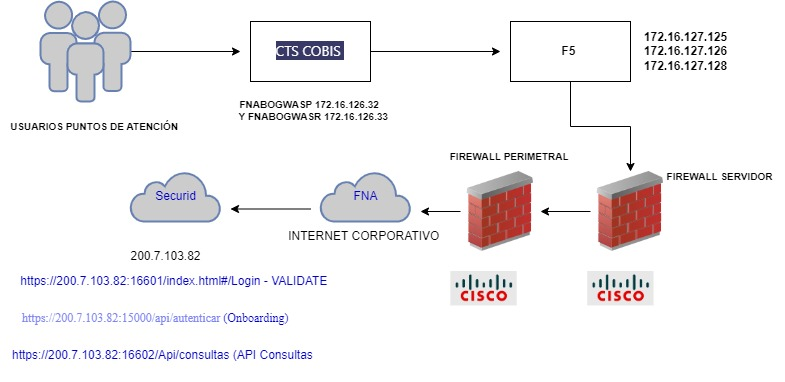 CTS COBIS
F5
172.16.127.125
172.16.127.126
172.16.127.128
FNABOGWASP 172.16.126.32
Y FNABOGWASR 172.16.126.33
USUARIOS PUNTOS DE ATENCIÓN
FIREWALL PERIMETRAL
FIREWALL SERVIDOR
Securid
FNA
INTERNET CORPORATIVO
200.7.103.82
https://200.7.103.82:16601/index.html#/Login - VALIDATE
CISCO
CISCO
https://200.7.103.82:15000/api/autenticar (Onboarding)
https://200.7.103.82:16602/Api/consultas (API Consultas